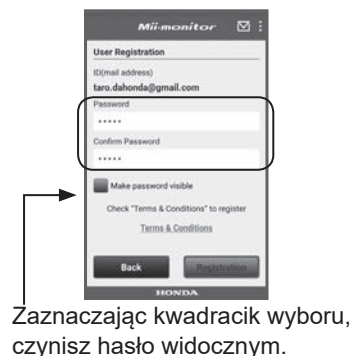 Mii-monitor
User Registration
ID(mail address)
taro.dahonda@gmail.com
Password
•••••
Confirm Password
•••••
Make password visible
Check "Terms & Conditions" to register
Terms & Conditions
Back Registration
HONDA
Zaznaczając kwadracik wyboru,
czynisz hasło widocznym.